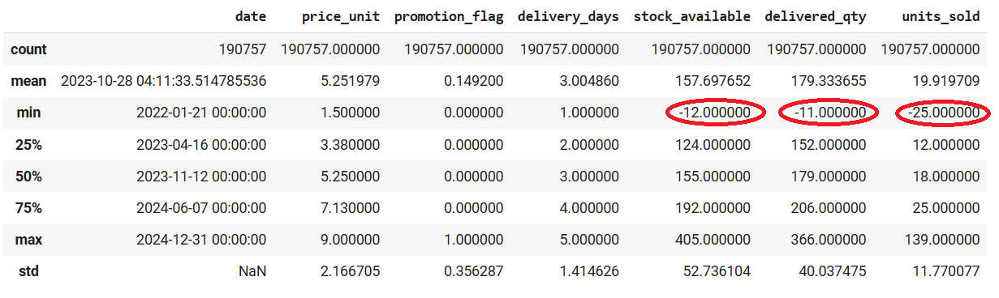 date price_unit promotion_flag delivery_days stock_available delivered_qty units_sold
count 190757 190757.000000 190757.000000 190757.000000 190757.000000 190757.000000 190757.000000
mean 2023-10-28 04:11:33.514785536 5.251979 0.149200 3.004860 157.697652 179.333655 19.919709
min 2022-01-21 00:00:00 1.500000 0.000000 1.000000 -12.000000 -11.000000 -25.000000
25% 2023-04-16 00:00:00 3.380000 0.000000 2.000000 124.000000 152.000000 12.000000
50% 2023-11-12 00:00:00 5.250000 0.000000 3.000000 155.000000 179.000000 18.000000
75% 2024-06-07 00:00:00 7.130000 0.000000 4.000000 192.000000 206.000000 25.000000
max 2024-12-31 00:00:00 9.000000 1.000000 5.000000 405.000000 366.000000 139.000000
std NaN 2.166705 0.356287 1.414626 52.736104 40.037475 11.770077